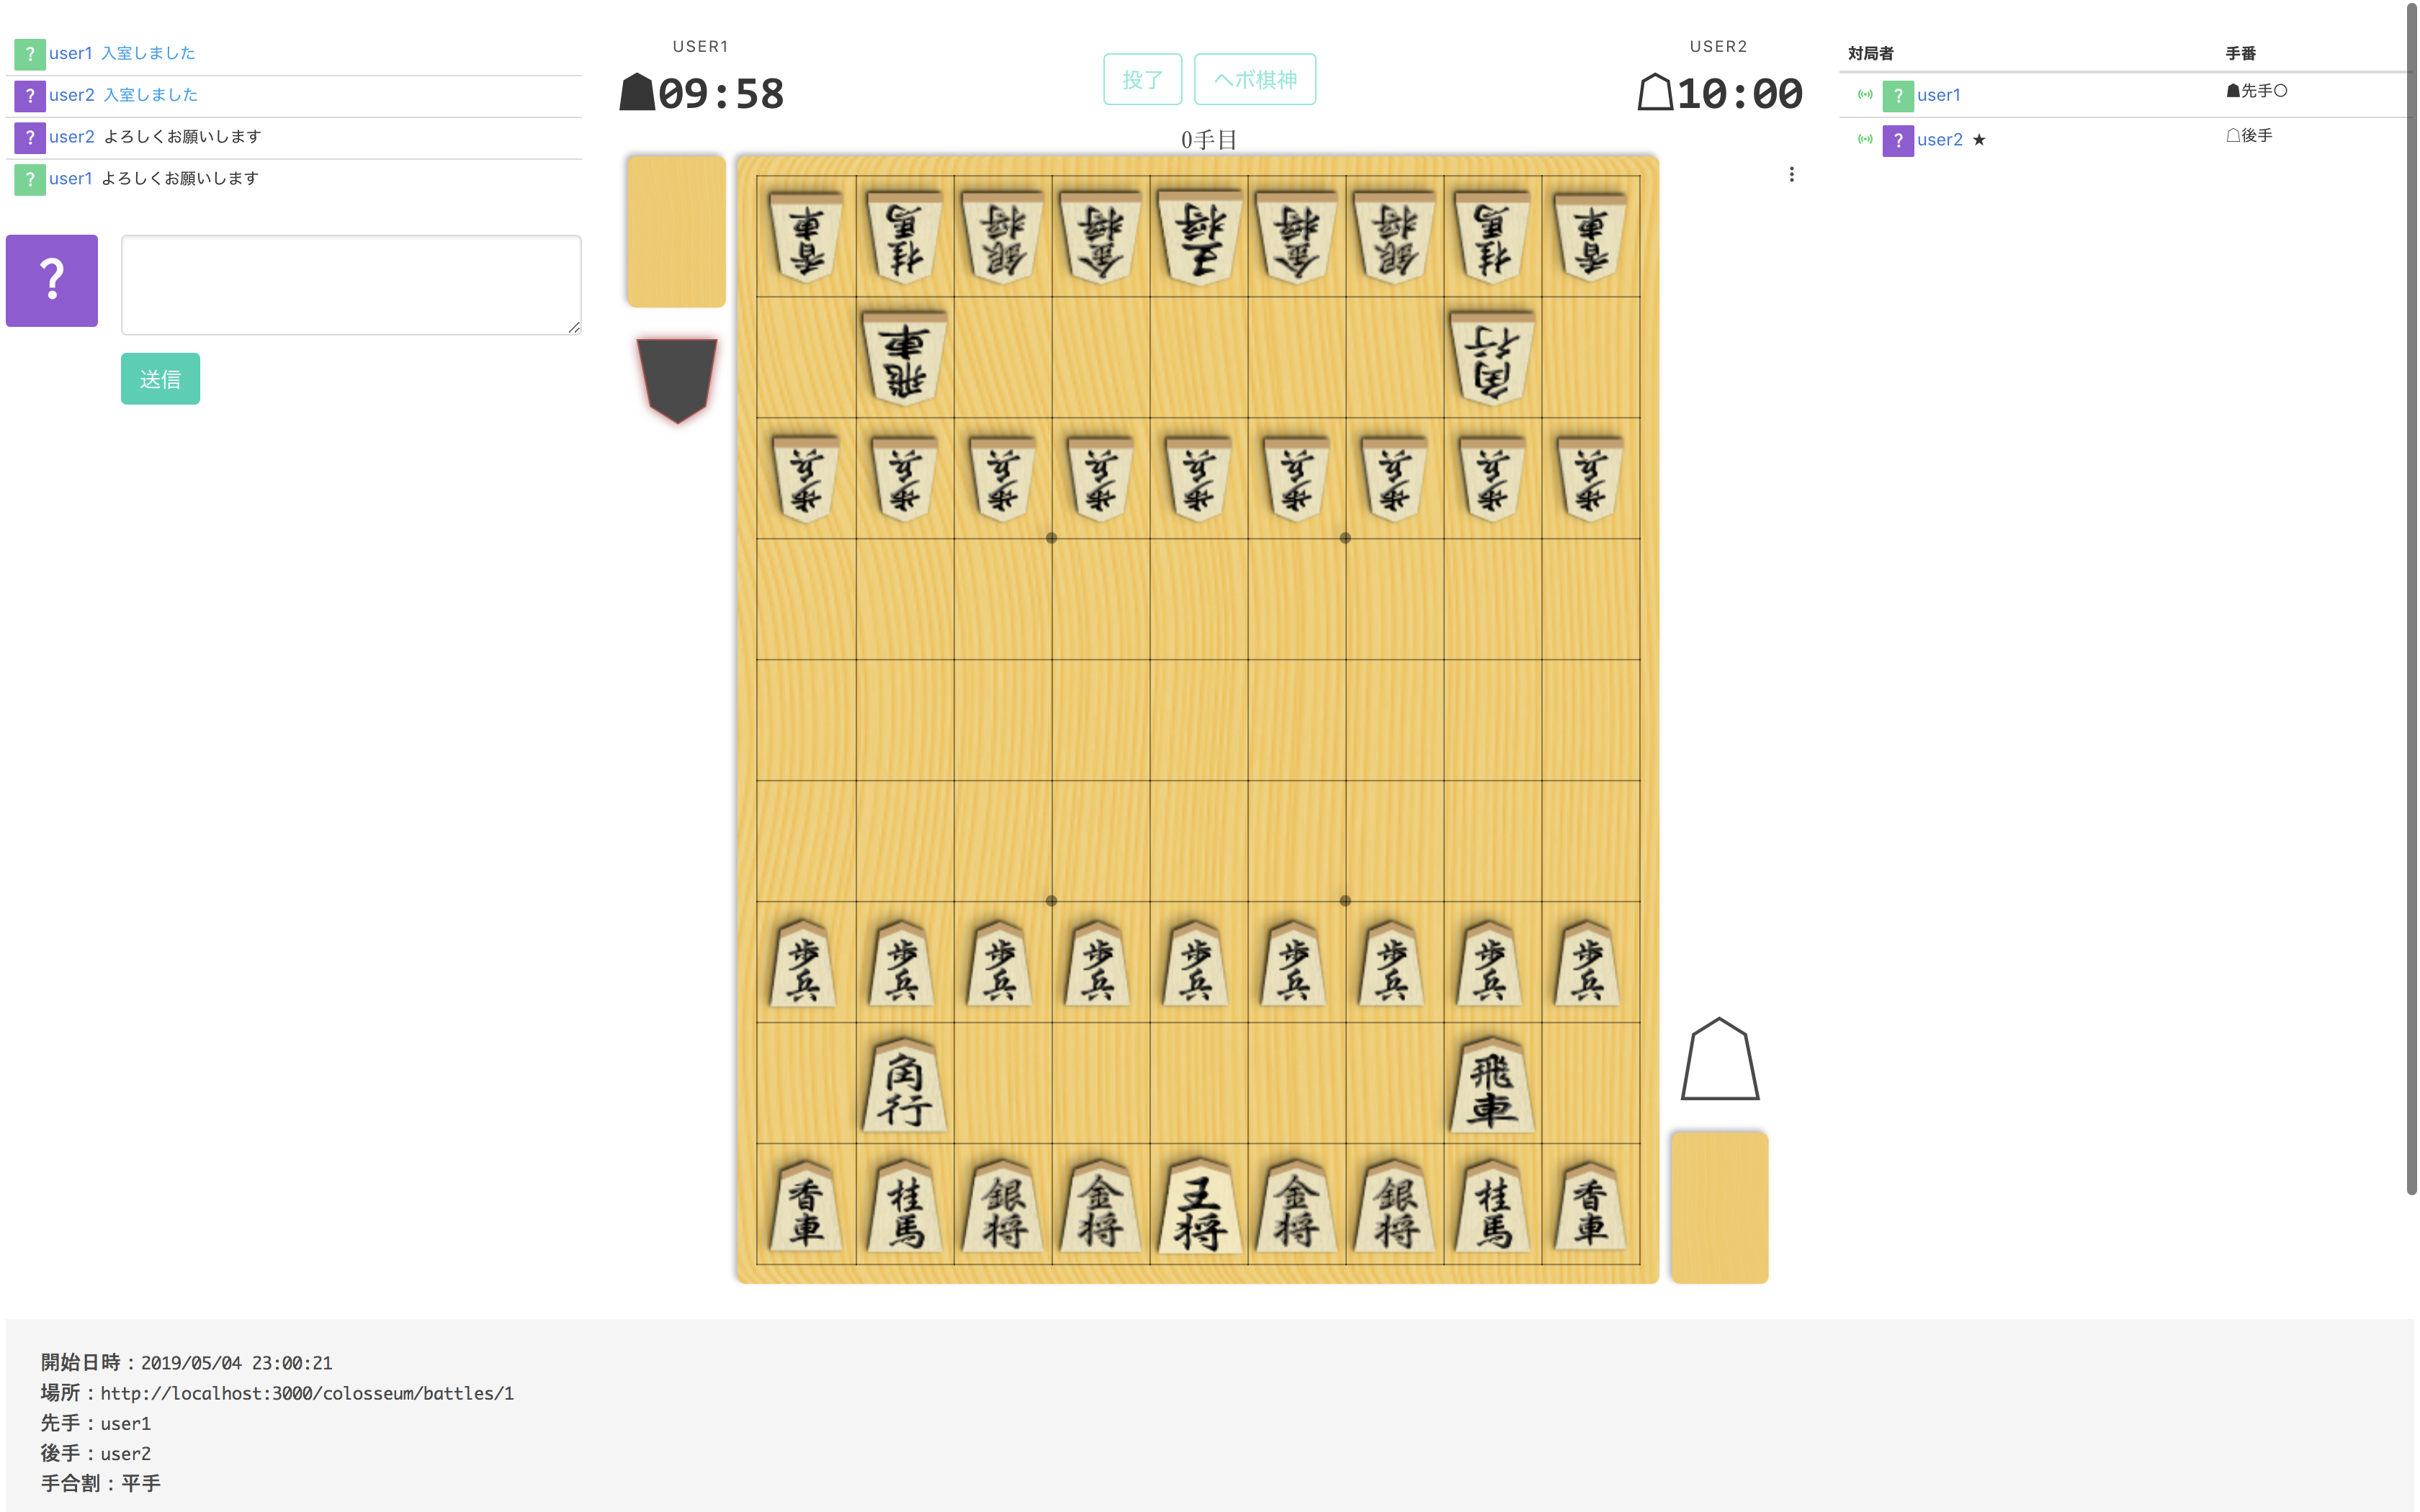 ? user1 入室しました
? user2 入室しました
? user2 よろしくお願いします
? user1 よろしくお願いします
?
送信
USER1
09:58
投了 ヘボ棋神
USER2
10:00
0手目
香車 桂馬 銀将 金将 王将 金将 銀将 桂馬 香車
飛車 角行
歩兵 歩兵 歩兵 歩兵 歩兵 歩兵 歩兵 歩兵 歩兵
歩兵 歩兵 歩兵 歩兵 歩兵 歩兵 歩兵 歩兵 歩兵
角行 飛車
香車 桂馬 銀将 金将 王将 金将 銀将 桂馬 香車
対局者 手番
? user1 ☗先手〇
? user2 ★ ☖後手
開始日時：2019/05/04 23:00:21
場所：http://localhost:3000/colosseum/battles/1
先手：user1
後手：user2
手合割：平手